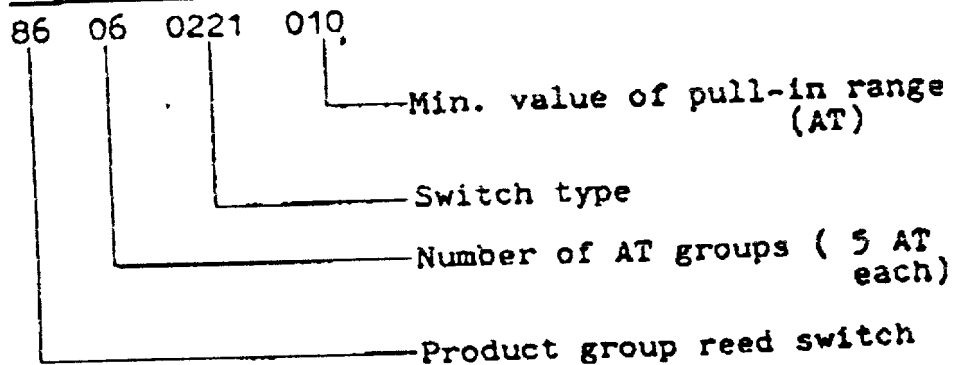 86 06 0221 010
Min. value of pull-in range
(AT)
Switch type
Number of AT groups ( 5 AT
each)
Product group reed switch